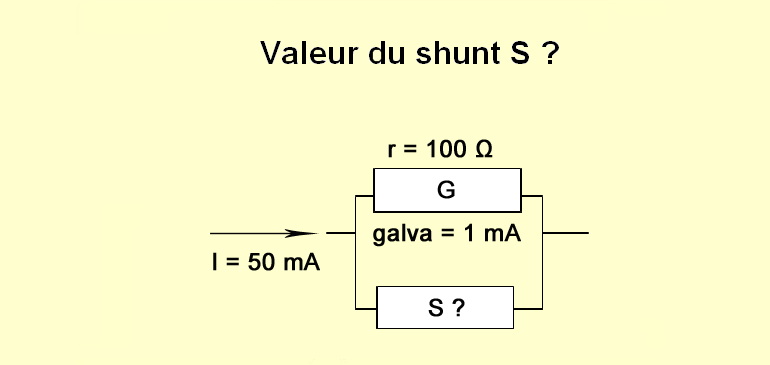 Valeur du shunt S ?
r = 100 Ω
G
galva = 1 mA
I = 50 mA
S ?